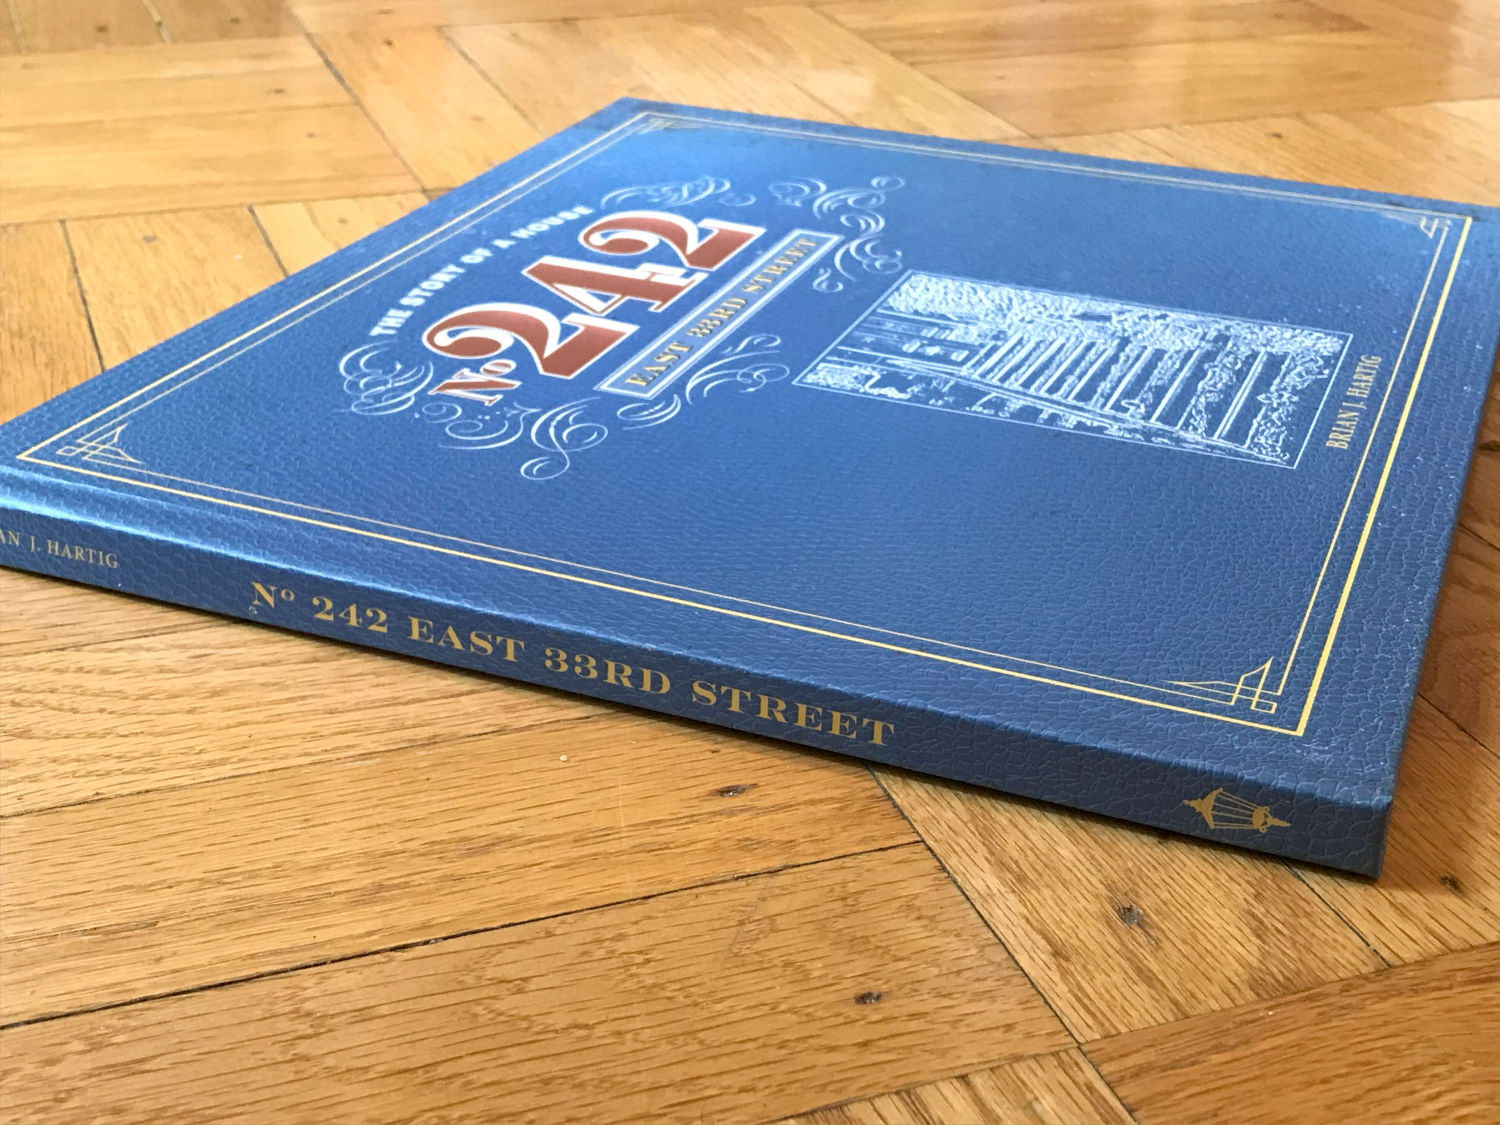 THE STORY OF A HOUSE
No 242
EAST 33RD STREET
BRIAN J. HARTIG
AN J. HARTIG
No 242 EAST 33RD STREET